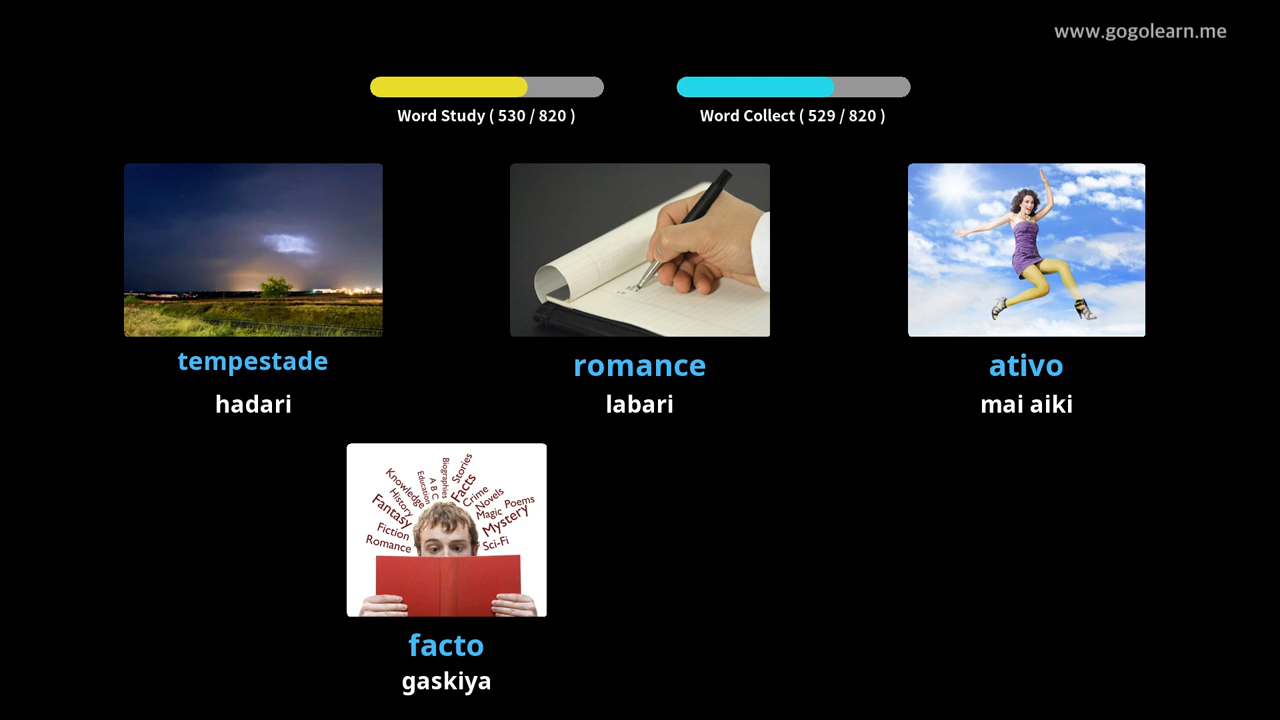 www.gogolearn.me
Word Study ( 530 / 820 )
Word Collect ( 529 / 820 )
tempestade
hadari
romance
labari
ativo
mai aiki
Knowledge
History
Fantasy
Fiction
Romance
Education
A B C
Biographies
Stories
Facts
Crime
Novels
Magic
Poems
Mystery
Sci-Fi
facto
gaskiya